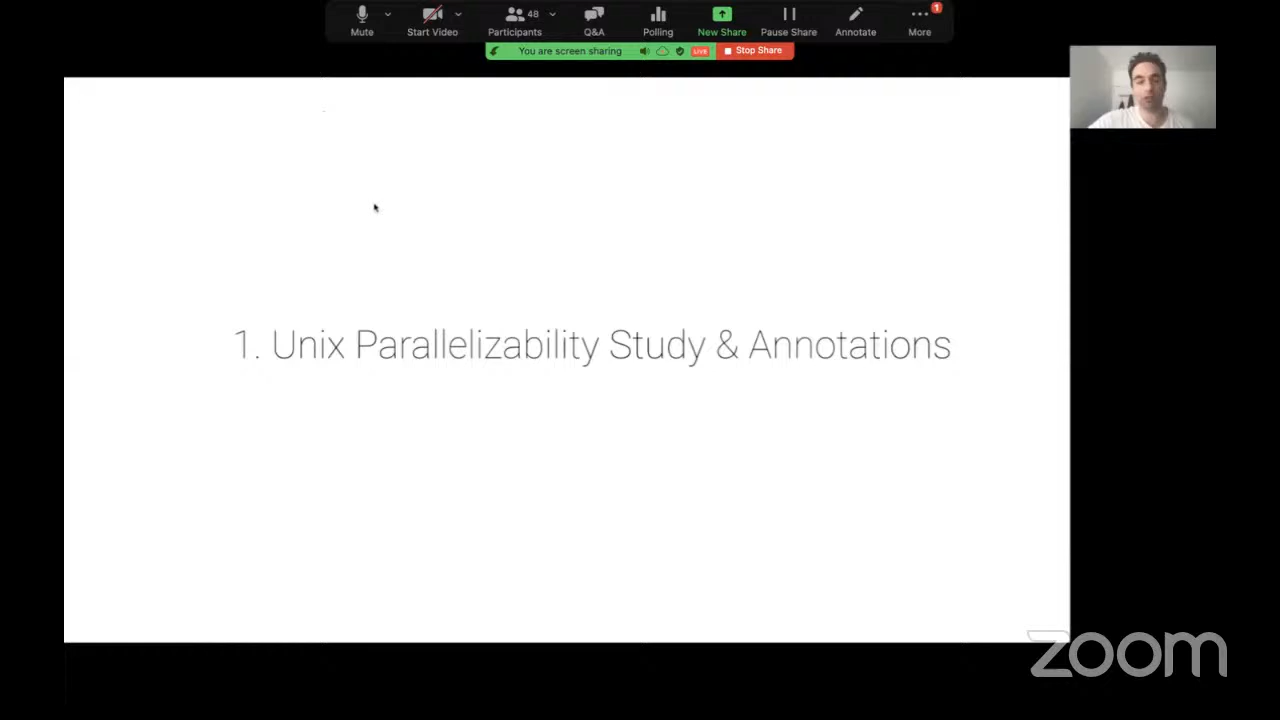 Mute
Start Video
48
Participants
Q&A
Polling
New Share
Pause Share
Annotate
1
More
You are screen sharing
LIVE
Stop Share
1. Unix Parallelizability Study & Annotations
zoom